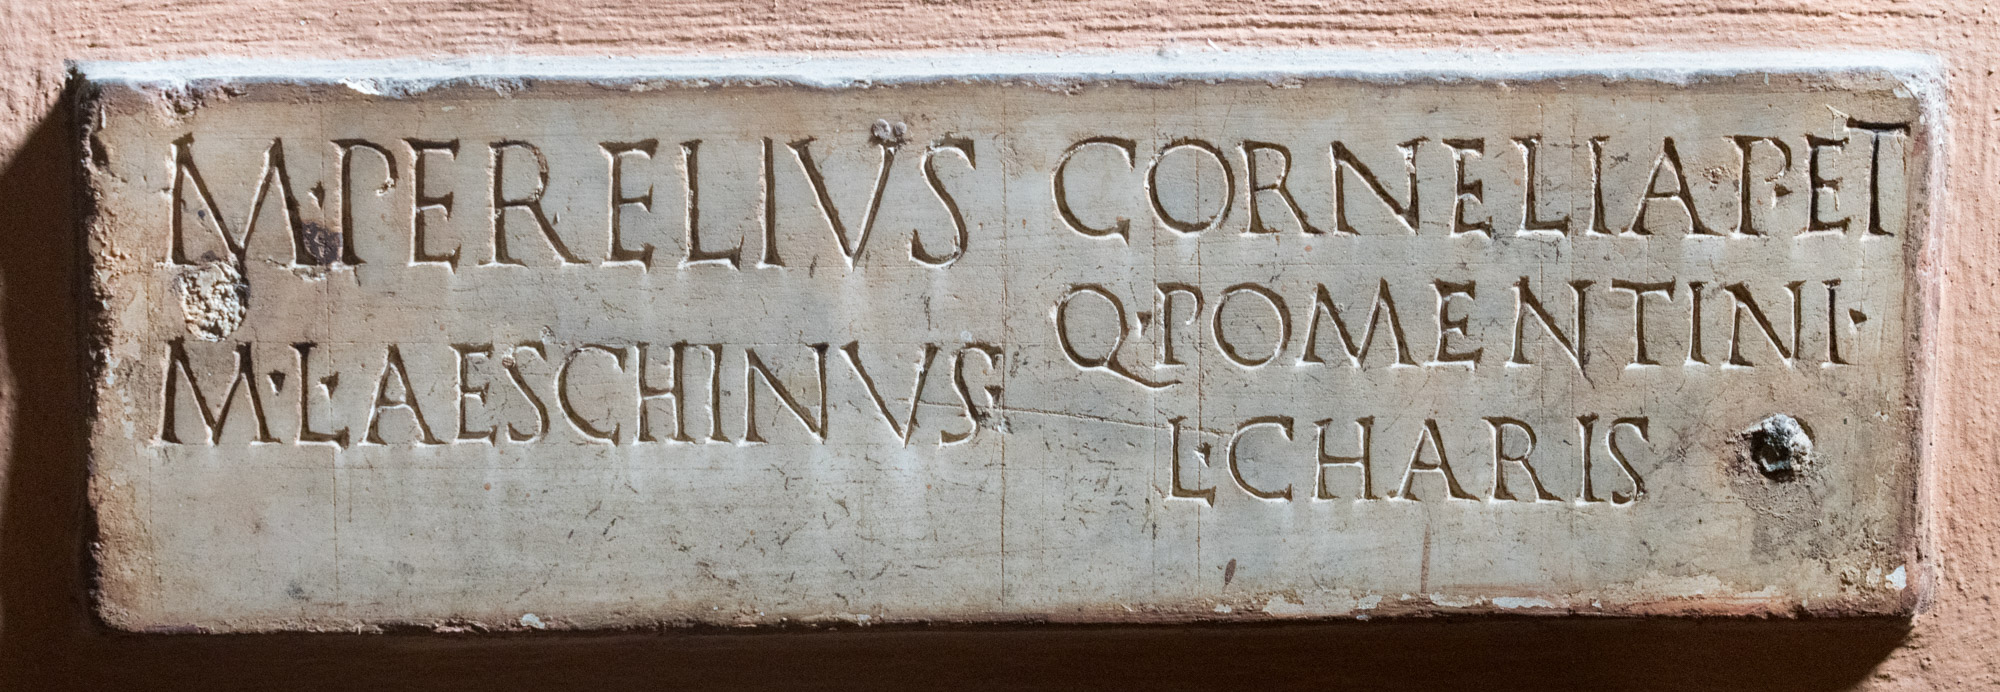 M·PERELIVS
M·L·AESCHINVS
CORNELIA P·ET
Q·POMENTINI·
L·CHARIS